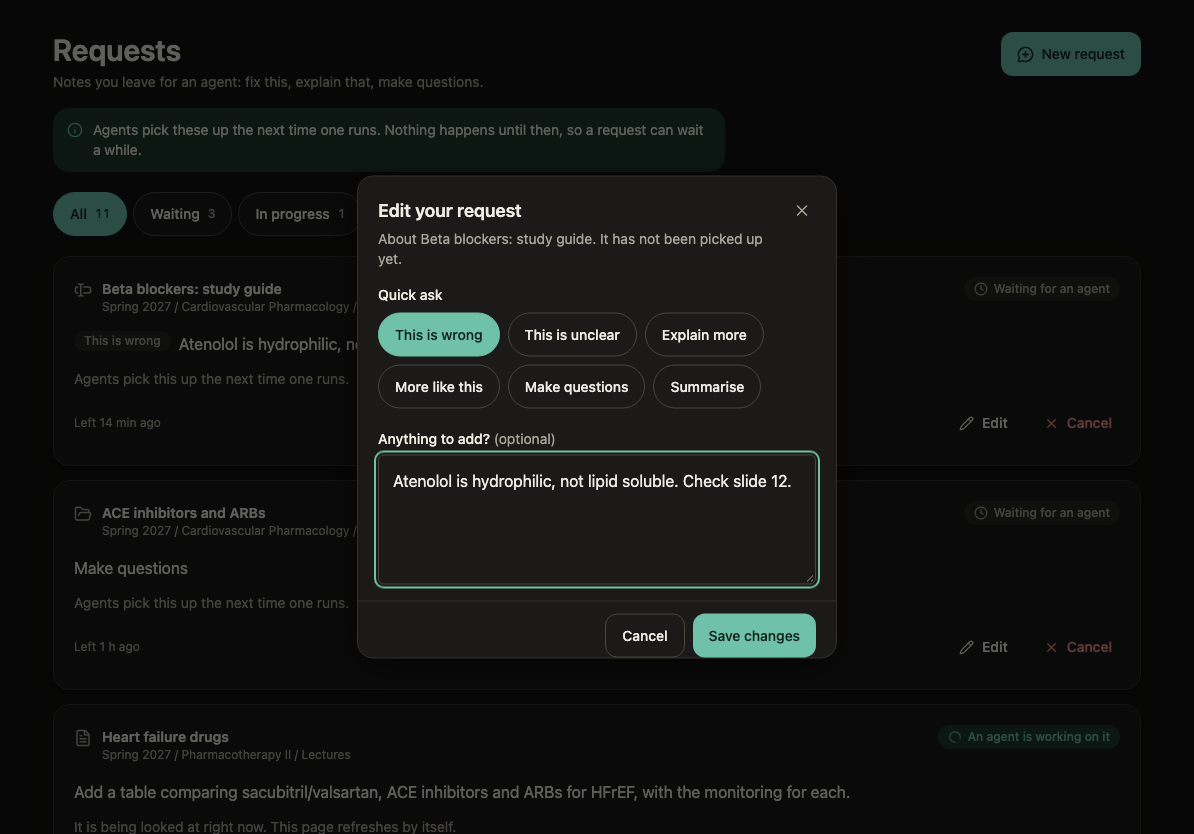 Requests
New request
Notes you leave for an agent: fix this, explain that, make questions.
Agents pick these up the next time one runs. Nothing happens until then, so a request can wait
a while.
All 11
Waiting 3
In progress 1
Edit your request
About Beta blockers: study guide. It has not been picked up
yet.
Quick ask
This is wrong
This is unclear
Explain more
More like this
Make questions
Summarise
Anything to add? (optional)
Atenolol is hydrophilic, not lipid soluble. Check slide 12.
Cancel
Save changes
Beta blockers: study guide
Waiting for an agent
Spring 2027 / Cardiovascular Pharmacology /
This is wrong
Atenolol is hydrophilic,
Agents pick this up the next time one runs.
Left 14 min ago
Edit
Cancel
ACE inhibitors and ARBs
Waiting for an agent
Spring 2027 / Cardiovascular Pharmacology /
Make questions
Agents pick this up the next time one runs.
Left 1 h ago
Edit
Cancel
Heart failure drugs
An agent is working on it
Spring 2027 / Pharmacotherapy II / Lectures
Add a table comparing sacubitril/valsartan, ACE inhibitors and ARBs for HFrEF, with the monitoring for each.
It is being looked at right now. This page refreshes by itself.